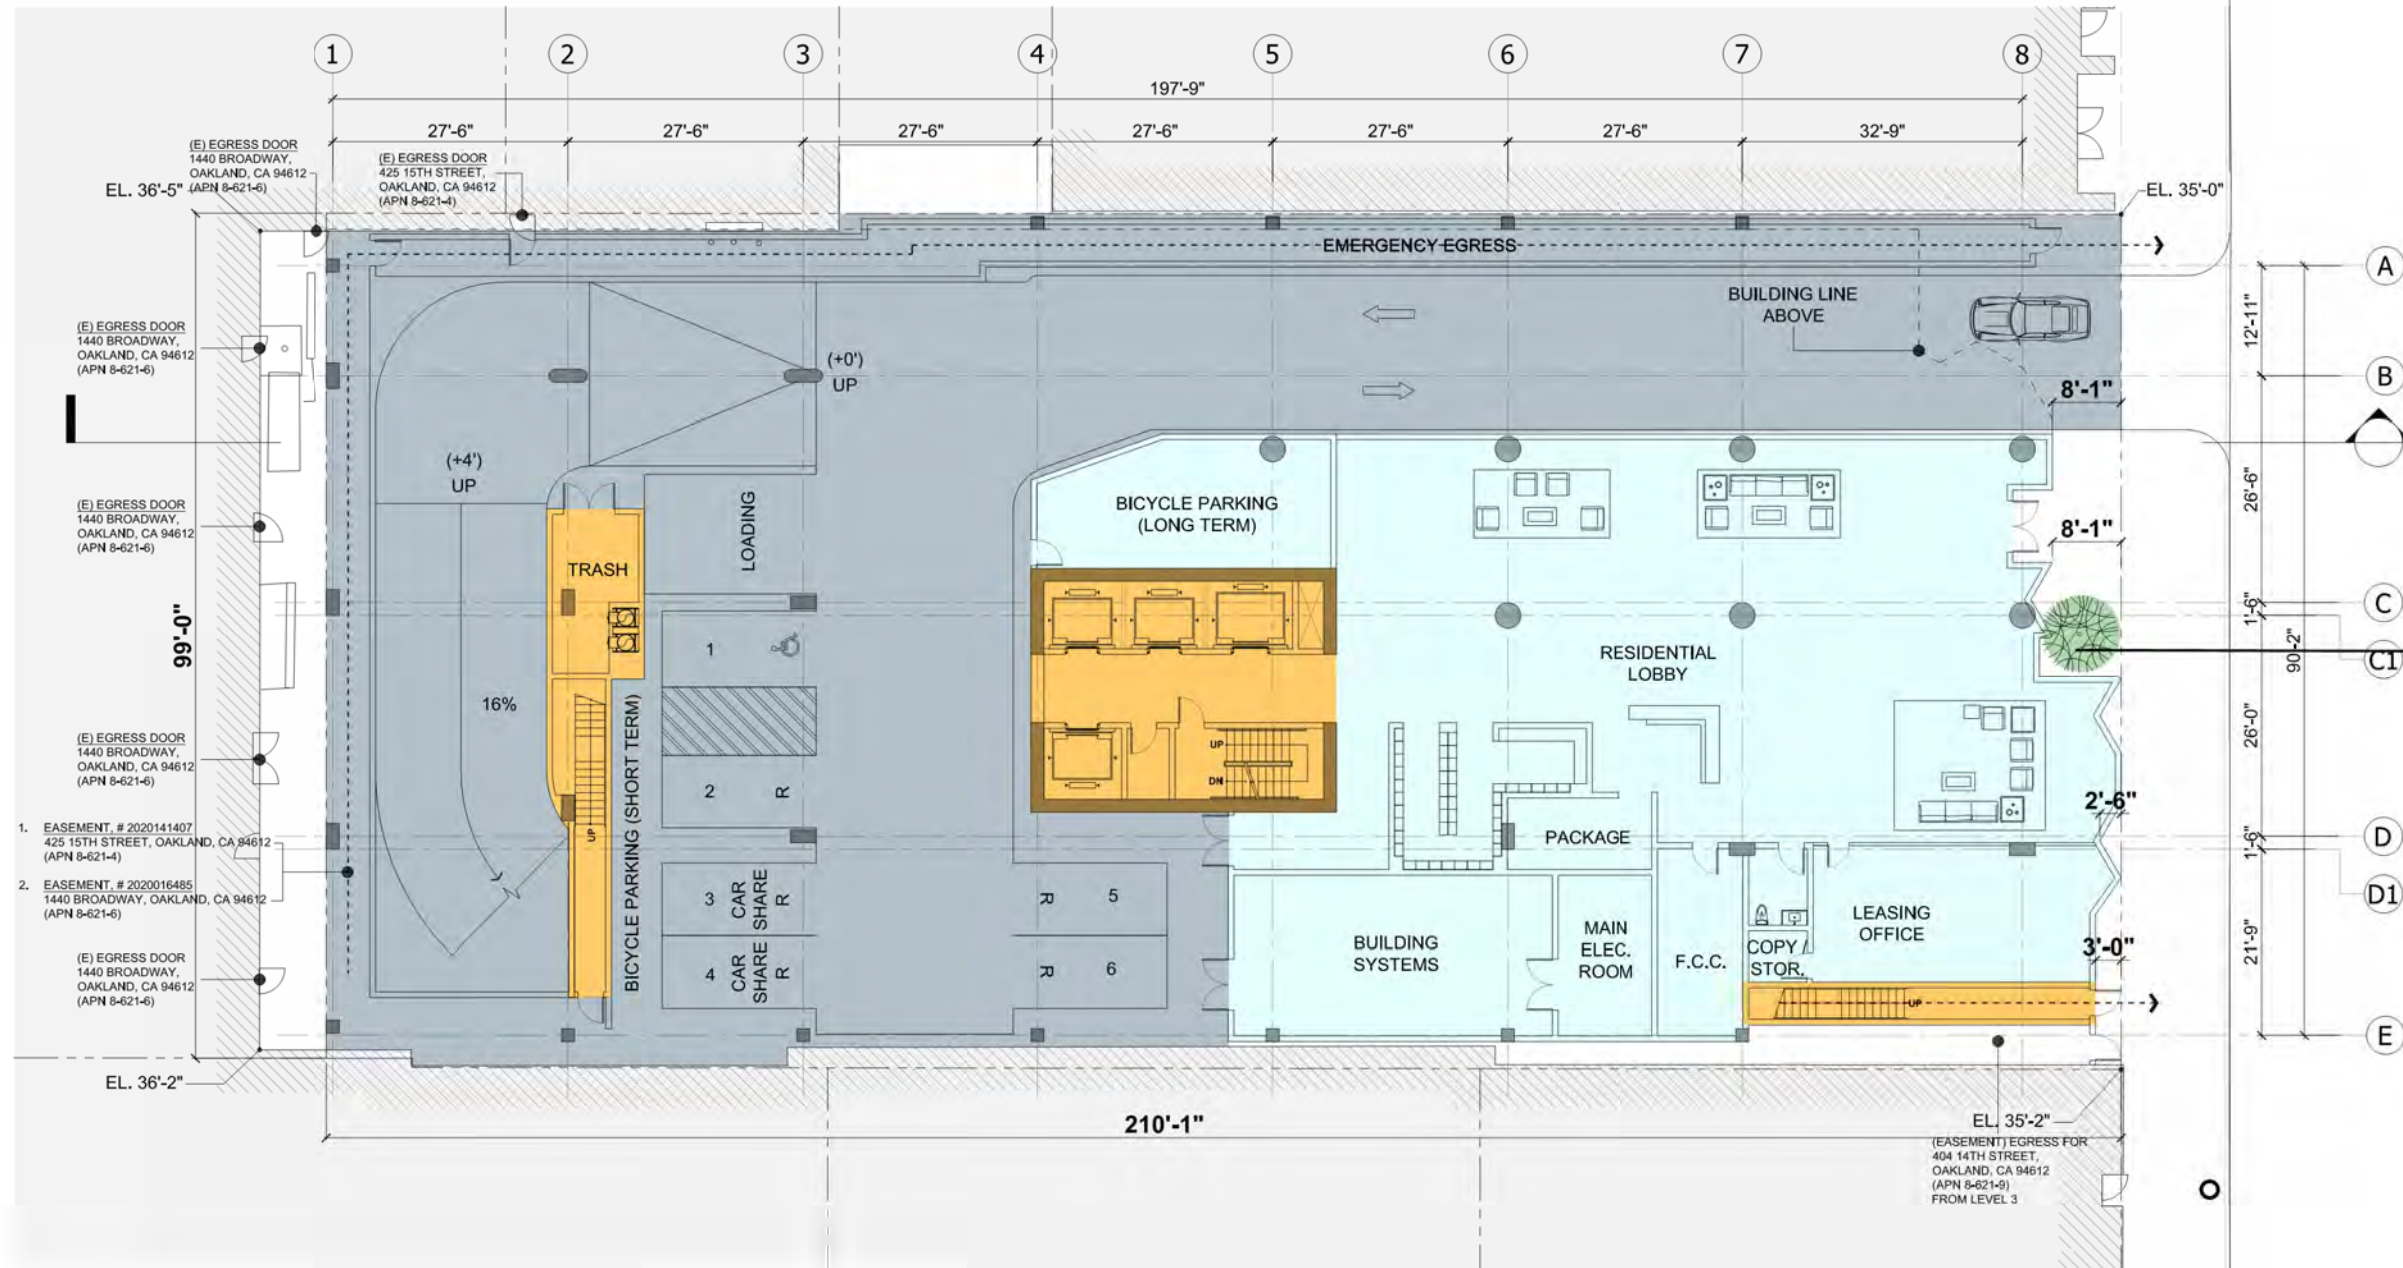 1
2
3
4
5
6
7
8
197'-9"
27'-6"
27'-6"
27'-6"
27'-6"
27'-6"
27'-6"
32'-9"
(E) EGRESS DOOR
1440 BROADWAY,
OAKLAND, CA 94612
(APN 8-621-6)
(E) EGRESS DOOR
425 15TH STREET,
OAKLAND, CA 94612
(APN 8-621-4)
EL. 36'-5"
EL. 35'-0"
EMERGENCY EGRESS
A
BUILDING LINE
ABOVE
12'-11"
(E) EGRESS DOOR
1440 BROADWAY,
OAKLAND, CA 94612
(APN 8-621-6)
(+0')
UP
B
8'-1"
(+4')
UP
26'-6"
BICYCLE PARKING
(LONG TERM)
LOADING
(E) EGRESS DOOR
1440 BROADWAY,
OAKLAND, CA 94612
(APN 8-621-6)
8'-1"
TRASH
99'-0"
C
1'-6"
1
RESIDENTIAL
LOBBY
C1
90'-2"
16%
26'-0"
(E) EGRESS DOOR
1440 BROADWAY,
OAKLAND, CA 94612
(APN 8-621-6)
UP
DN
2
R
BICYCLE PARKING (SHORT TERM)
UP
2'-6"
1. EASEMENT, # 2020141407
425 15TH STREET, OAKLAND, CA 94612
(APN 8-621-4)
PACKAGE
D
1'-6"
2. EASEMENT, # 2020016485
1440 BROADWAY, OAKLAND, CA 94612
(APN 8-621-6)
3
CAR
SHARE
R
R
5
D1
LEASING
OFFICE
BUILDING
SYSTEMS
MAIN
ELEC.
ROOM
F.C.C.
COPY /
STOR.
3'-0"
21'-9"
(E) EGRESS DOOR
1440 BROADWAY,
OAKLAND, CA 94612
(APN 8-621-6)
4
CAR
SHARE
R
R
6
UP
E
EL. 36'-2"
210'-1"
EL. 35'-2"
(EASEMENT) EGRESS FOR
404 14TH STREET,
OAKLAND, CA 94612
(APN 8-621-9)
FROM LEVEL 3